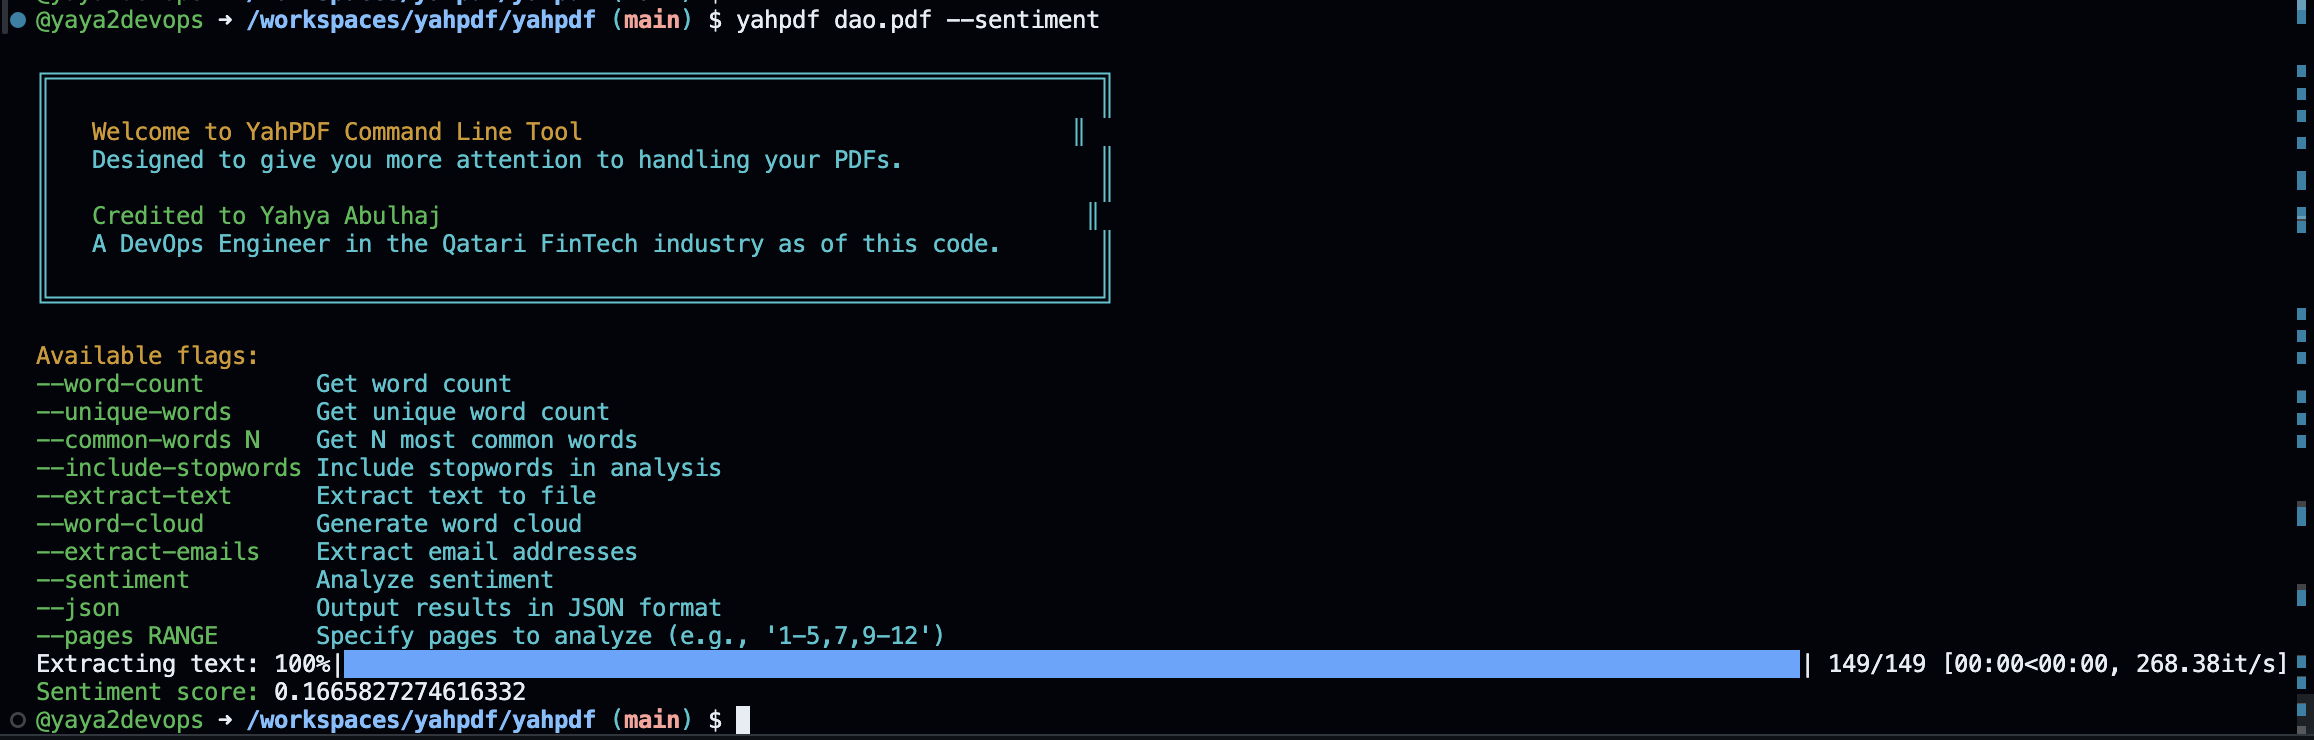 @yaya2devops ➜ /workspaces/yahpdf/yahpdf (main) $ yahpdf dao.pdf --sentiment
Welcome to YahPDF Command Line Tool
Designed to give you more attention to handling your PDFs.
Credited to Yahya Abulhaj
A DevOps Engineer in the Qatari FinTech industry as of this code.
Available flags:
--word-count Get word count
--unique-words Get unique word count
--common-words N Get N most common words
--include-stopwords Include stopwords in analysis
--extract-text Extract text to file
--word-cloud Generate word cloud
--extract-emails Extract email addresses
--sentiment Analyze sentiment
--json Output results in JSON format
--pages RANGE Specify pages to analyze (e.g., '1-5,7,9-12')
Extracting text: 100%| | 149/149 [00:00<00:00, 268.38it/s]
Sentiment score: 0.1665827274616332
@yaya2devops ➜ /workspaces/yahpdf/yahpdf (main) $